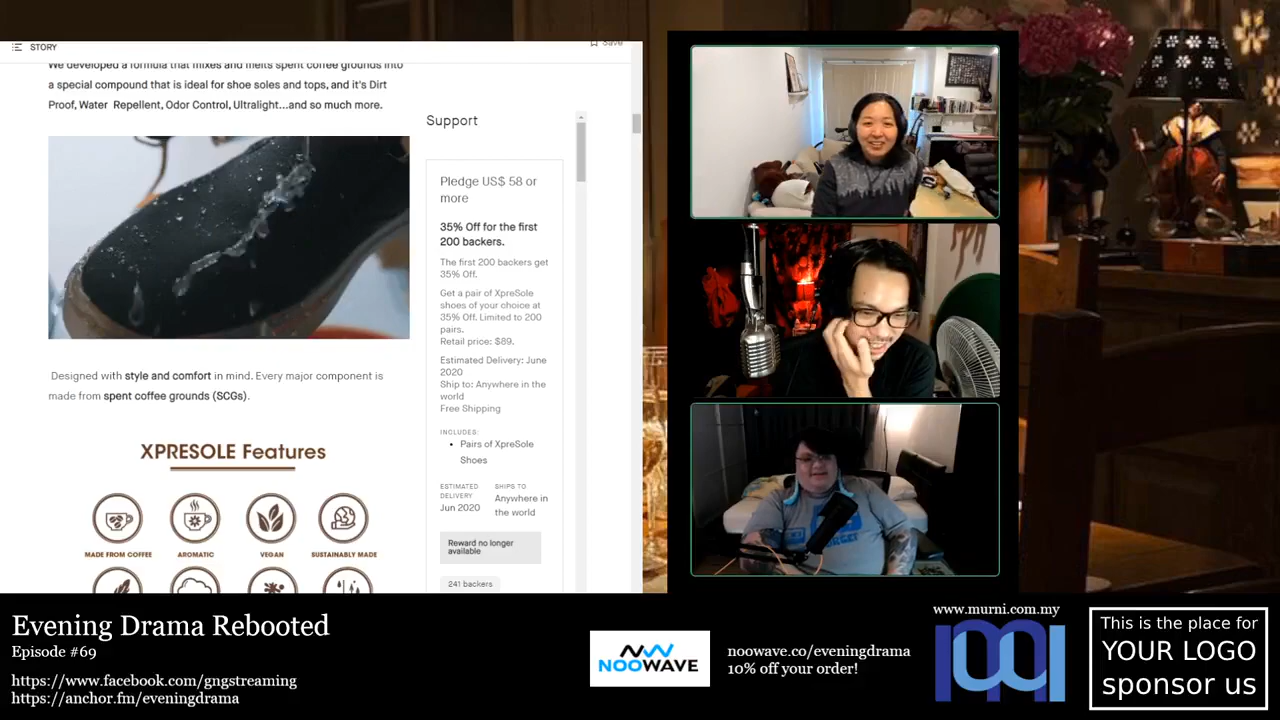 STORY
Save
We developed a formula that mixes and melts spent coffee grounds into
a special compound that is ideal for shoe soles and tops, and it's Dirt
Proof, Water Repellent, Odor Control, Ultralight...and so much more.
Designed with style and comfort in mind. Every major component is
made from spent coffee grounds (SCGs).
XPRESOLE Features
MADE FROM COFFEE
AROMATIC
VEGAN
SUSTAINABLY MADE
Support
Pledge US$ 58 or
more
35% Off for the first
200 backers.
The first 200 backers get
35% Off.
Get a pair of XpreSole
shoes of your choice at
35% Off. Limited to 200
pairs.
Retail price: $89.
Estimated Delivery: June
2020
Ship to: Anywhere in the
world
Free Shipping
INCLUDES:
• Pairs of XpreSole
Shoes
ESTIMATED
DELIVERY
Jun 2020
SHIPS TO
Anywhere in
the world
Reward no longer
available
241 backers
Evening Drama Rebooted
Episode #69
https://www.facebook.com/gngstreaming
https://anchor.fm/eveningdrama
NOOWAVE
noowave.co/eveningdrama
10% off your order!
www.murni.com.my
This is the place for
YOUR LOGO
sponsor us